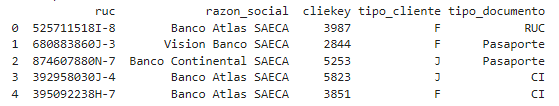 ruc razon_social cliekey tipo_cliente tipo_documento
0 525711518I-8 Banco Atlas SAECA 3987 F RUC
1 680883860J-3 Vision Banco SAECA 2844 F Pasaporte
2 874607880N-7 Banco Continental SAECA 5253 J Pasaporte
3 392958030J-4 Banco Atlas SAECA 5823 J CI
4 395092238H-7 Banco Atlas SAECA 3851 F CI